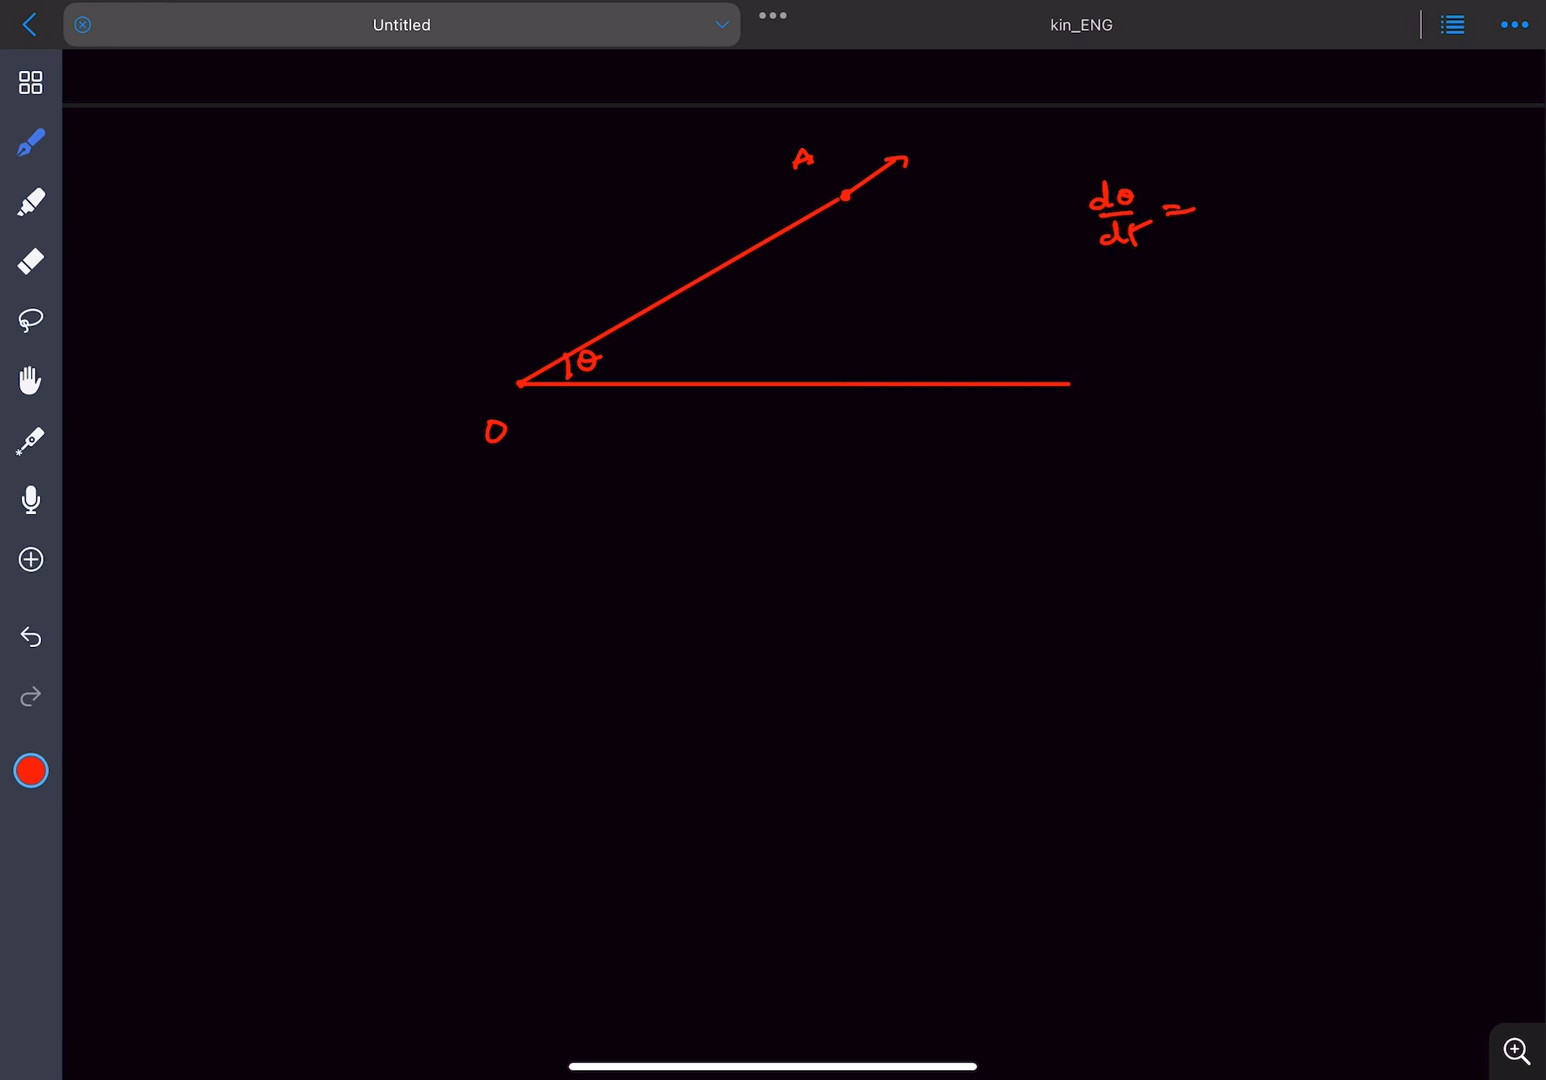 Untitled
kin_ENG
A
dθ
dt =
θ
O